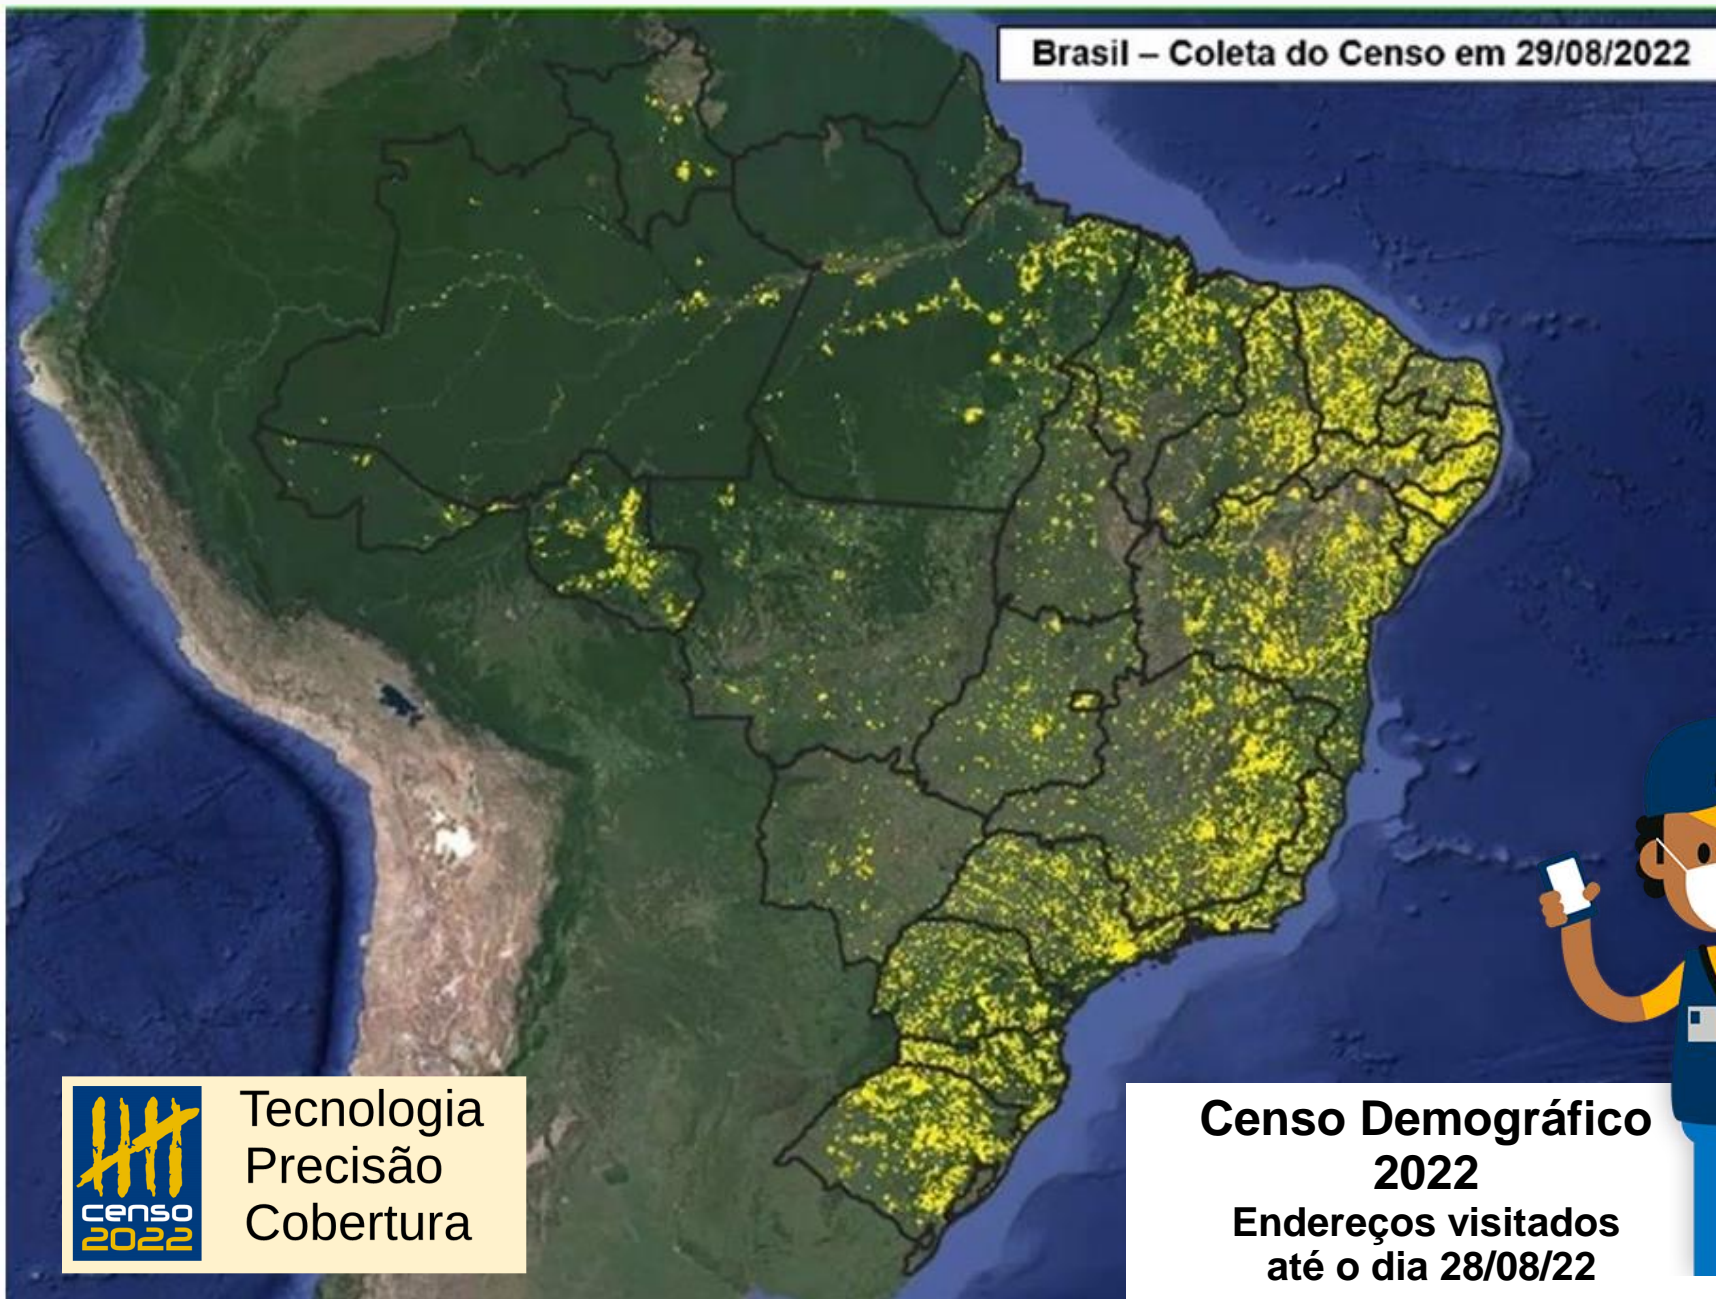 Brasil – Coleta do Censo em 29/08/2022
Tecnologia
Precisão
Cobertura
censo
2022
Censo Demográfico
2022
Endereços visitados
até o dia 28/08/22